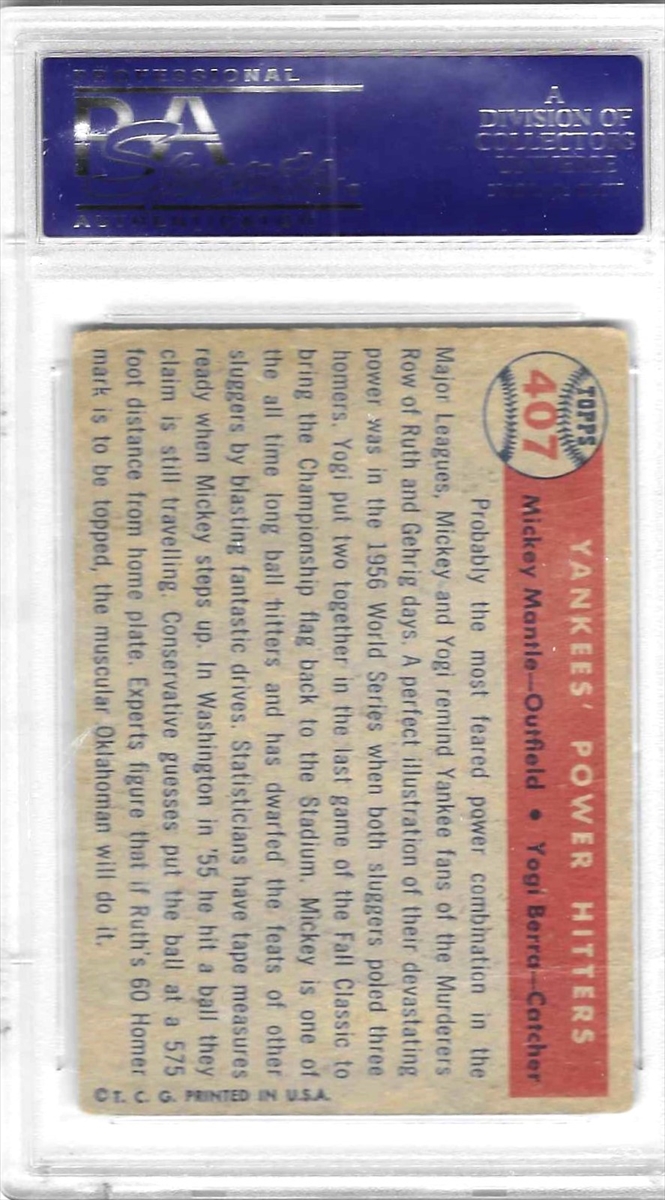 PROFESSIONAL
PSA
AUTHENTICATOR
A
DIVISION OF
COLLECTORS
UNIVERSE
TOPPS
407
YANKEES' POWER HITTERS
Mickey Mantle—Outfield • Yogi Berra—Catcher
Probably the most feared power combination in the
Major Leagues, Mickey and Yogi remind Yankee fans of the Murderers
Row of Ruth and Gehrig days. A perfect illustration of their devastating
power was in the 1956 World Series when both sluggers poled three
homers. Yogi put two together in the last game of the Fall Classic to
bring the Championship flag back to the Stadium. Mickey is one of
the all time long ball hitters and has dwarfed the feats of other
sluggers by blasting fantastic drives. Statisticians have tape measures
ready when Mickey steps up. In Washington in '55 he hit a ball they
claim is still travelling. Conservative guesses put the ball at a 575
foot distance from home plate. Experts figure that if Ruth's 60 Homer
mark is to be topped, the muscular Oklahoman will do it.
©T. C. G. PRINTED IN U.S.A.